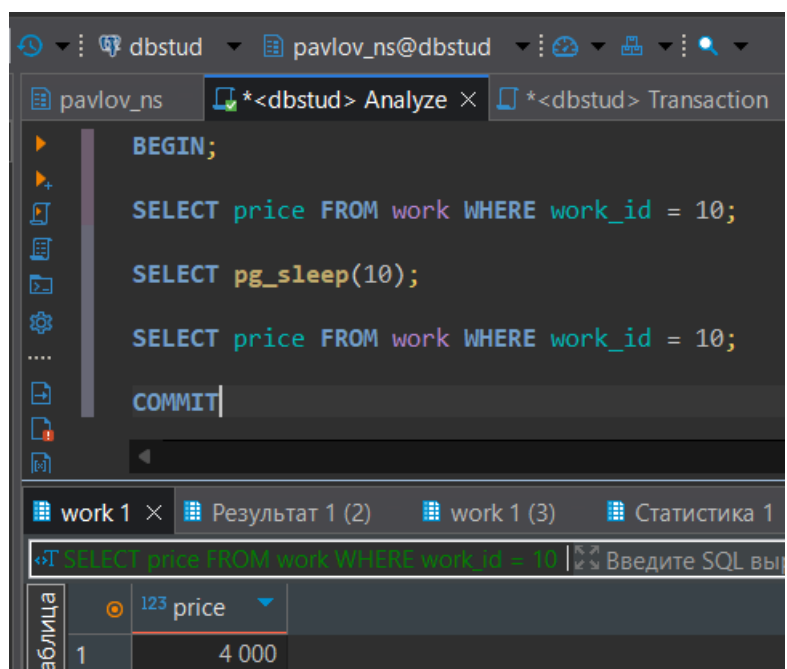 dbstud pavlov_ns@dbstud
pavlov_ns *<dbstud> Analyze *<dbstud> Transaction
BEGIN;
SELECT price FROM work WHERE work_id = 10;
SELECT pg_sleep(10);
SELECT price FROM work WHERE work_id = 10;
COMMIT
work 1 Результат 1 (2) work 1 (3) Статистика 1
SELECT price FROM work WHERE work_id = 10 Введите SQL выр
аблица
123 price
1 4 000